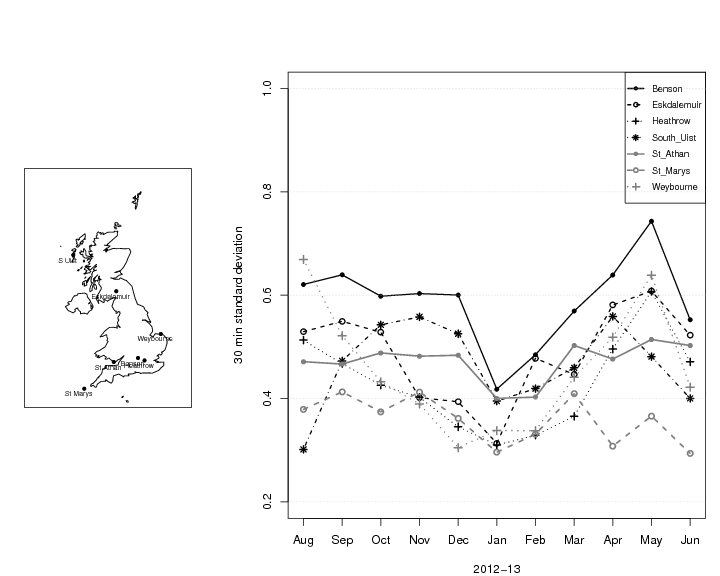 S Uist
Eskdalemuir
Weybourne
Benson
St Athan
Heathrow
St Marys
30 min standard deviation
1.0
0.8
0.6
0.4
0.2
Benson
Eskdalemuir
Heathrow
South_Uist
St_Athan
St_Marys
Weybourne
Aug Sep Oct Nov Dec Jan Feb Mar Apr May Jun
2012-13